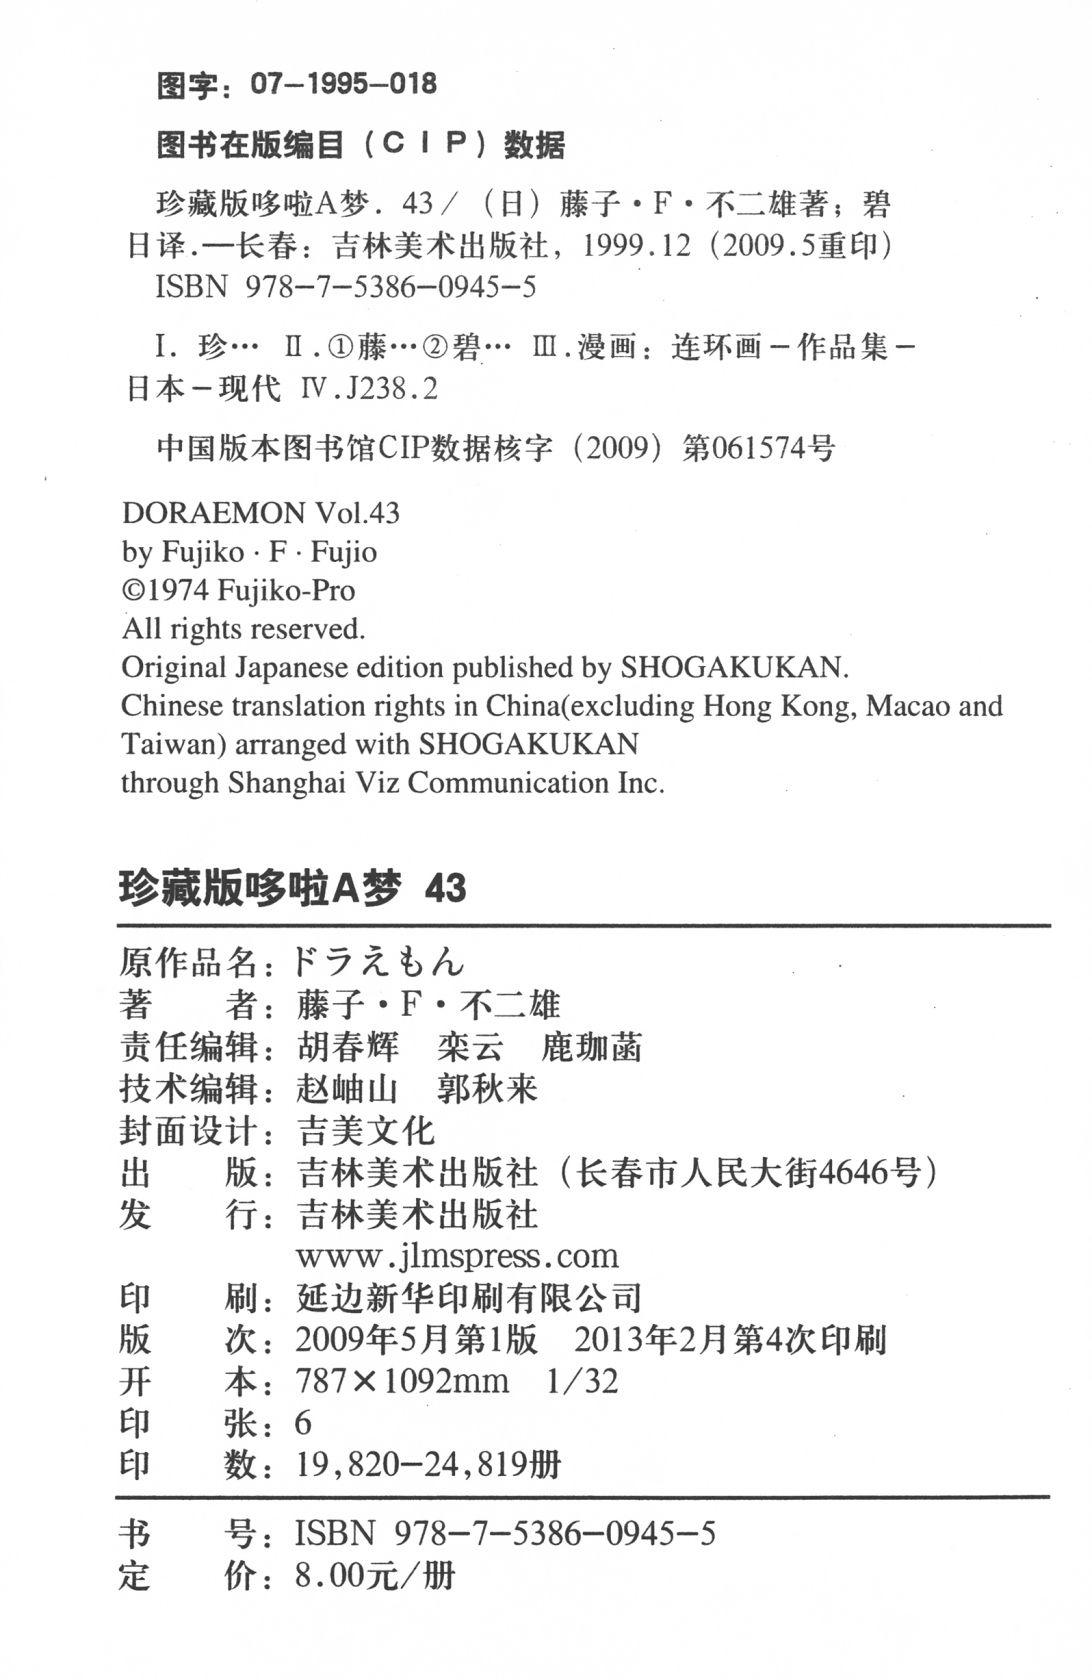 图字：07—1995—018
图书在版编目（CIP）数据
珍藏版哆啦A梦．43／（日）藤子·F·不二雄著；碧
日译.—长春：吉林美术出版社，1999.12（2009.5重印）
ISBN 978—7—5386—0945—5
Ⅰ. 珍… Ⅱ.①藤…②碧… Ⅲ.漫画：连环画－作品集－
日本－现代 Ⅳ.J238.2
中国版本图书馆CIP数据核字（2009）第061574号
DORAEMON Vol.43
by Fujiko · F · Fujio
©1974 Fujiko-Pro
All rights reserved.
Original Japanese edition published by SHOGAKUKAN.
Chinese translation rights in China(excluding Hong Kong, Macao and
Taiwan) arranged with SHOGAKUKAN
through Shanghai Viz Communication Inc.
珍藏版哆啦A梦 43
原作品名：ドラえもん
著　　者：藤子·F·不二雄
责任编辑：胡春辉　栾云　鹿珈菡
技术编辑：赵岫山　郭秋来
封面设计：吉美文化
出　　版：吉林美术出版社（长春市人民大街4646号）
发　　行：吉林美术出版社
www.jlmspress.com
印　　刷：延边新华印刷有限公司
版　　次：2009年5月第1版　2013年2月第4次印刷
开　　本：787×1092mm　1/32
印　　张：6
印　　数：19,820—24,819册
书　　号：ISBN 978—7—5386—0945—5
定　　价：8.00元/册